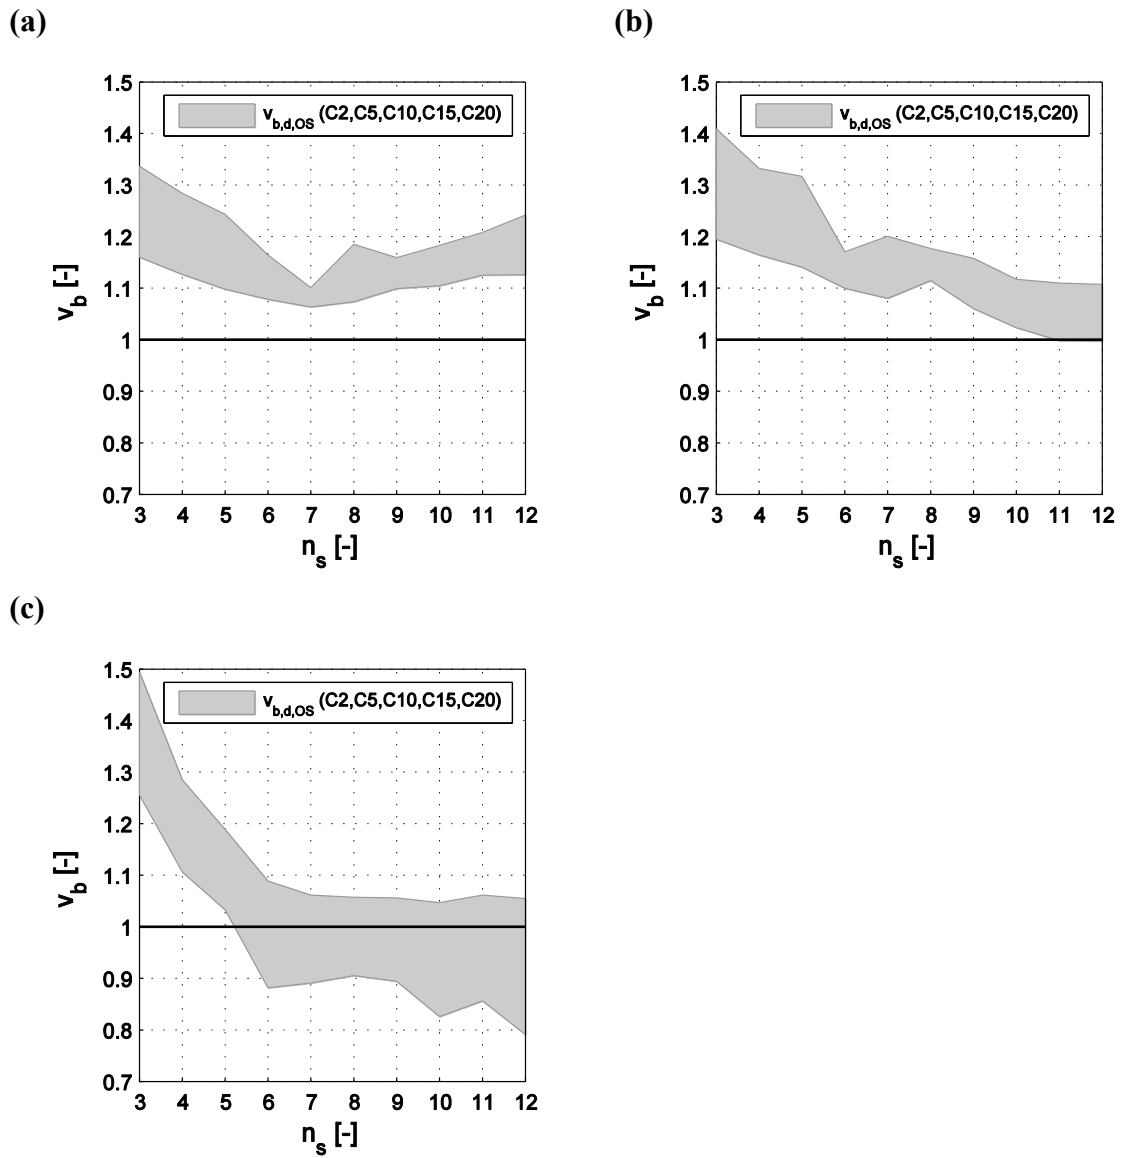 (a)
v_b,d,OS (C2,C5,C10,C15,C20)
1.5
1.4
1.3
1.2
1.1
1
0.9
0.8
0.7
v_b [-]
3 4 5 6 7 8 9 10 11 12
n_s [-]
(b)
v_b,d,OS (C2,C5,C10,C15,C20)
1.5
1.4
1.3
1.2
1.1
1
0.9
0.8
0.7
v_b [-]
3 4 5 6 7 8 9 10 11 12
n_s [-]
(c)
v_b,d,OS (C2,C5,C10,C15,C20)
1.5
1.4
1.3
1.2
1.1
1
0.9
0.8
0.7
v_b [-]
3 4 5 6 7 8 9 10 11 12
n_s [-]